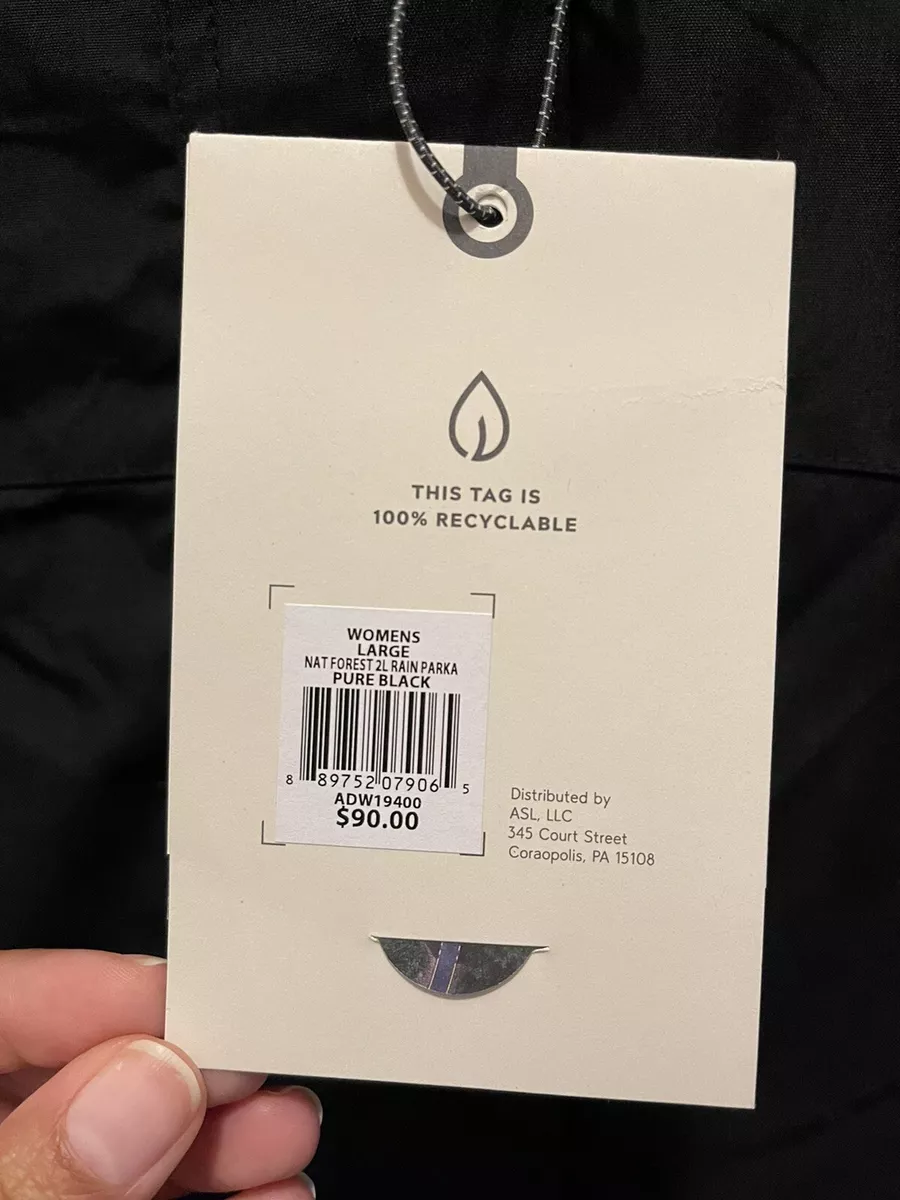 THIS TAG IS
100% RECYCLABLE
WOMENS
LARGE
NAT FOREST 2L RAIN PARKA
PURE BLACK
8 89752 07906 5
ADW19400
$90.00
Distributed by
ASL, LLC
345 Court Street
Coraopolis, PA 15108